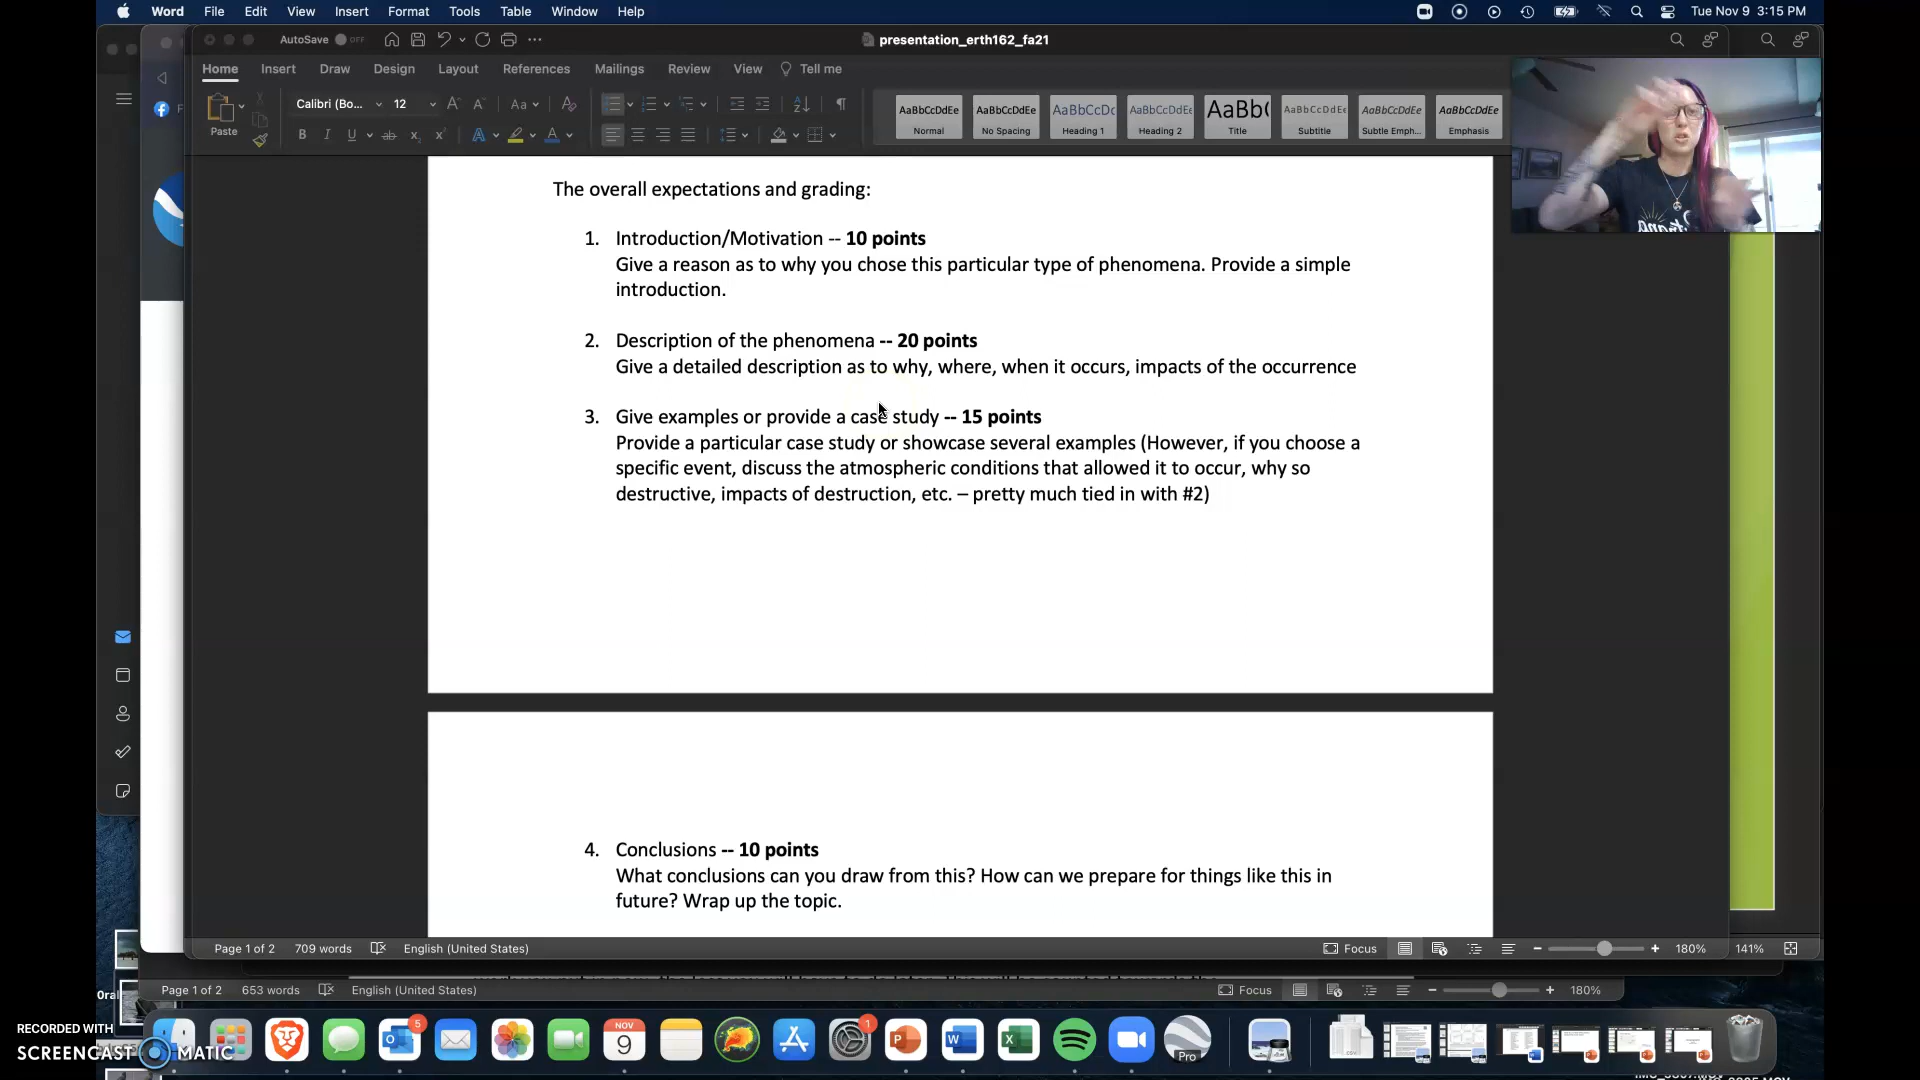 Word File Edit View Insert Format Tools Table Window Help Tue Nov 9 3:15 PM
AutoSave OFF presentation_erth162_fa21
Home Insert Draw Design Layout References Mailings Review View Tell me
Paste Calibri (Bo... 12
AaBbCcDdEe AaBbCcDdEe AaBbCcDc AaBbCcDdEe AaBb( AaBbCcDdEe AaBbCcDdEe AaBbCcDdEe
Normal No Spacing Heading 1 Heading 2 Title Subtitle Subtle Emph... Emphasis
The overall expectations and grading:
1. Introduction/Motivation -- 10 points
Give a reason as to why you chose this particular type of phenomena. Provide a simple
introduction.
2. Description of the phenomena -- 20 points
Give a detailed description as to why, where, when it occurs, impacts of the occurrence
3. Give examples or provide a case study -- 15 points
Provide a particular case study or showcase several examples (However, if you choose a
specific event, discuss the atmospheric conditions that allowed it to occur, why so
destructive, impacts of destruction, etc. – pretty much tied in with #2)
4. Conclusions -- 10 points
What conclusions can you draw from this? How can we prepare for things like this in
future? Wrap up the topic.
Page 1 of 2 709 words English (United States) Focus 180% 141%
Page 1 of 2 653 words English (United States) Focus 180%
Oral
NOV
9
5
1
Pro
RECORDED WITH
SCREENCAST MATIC